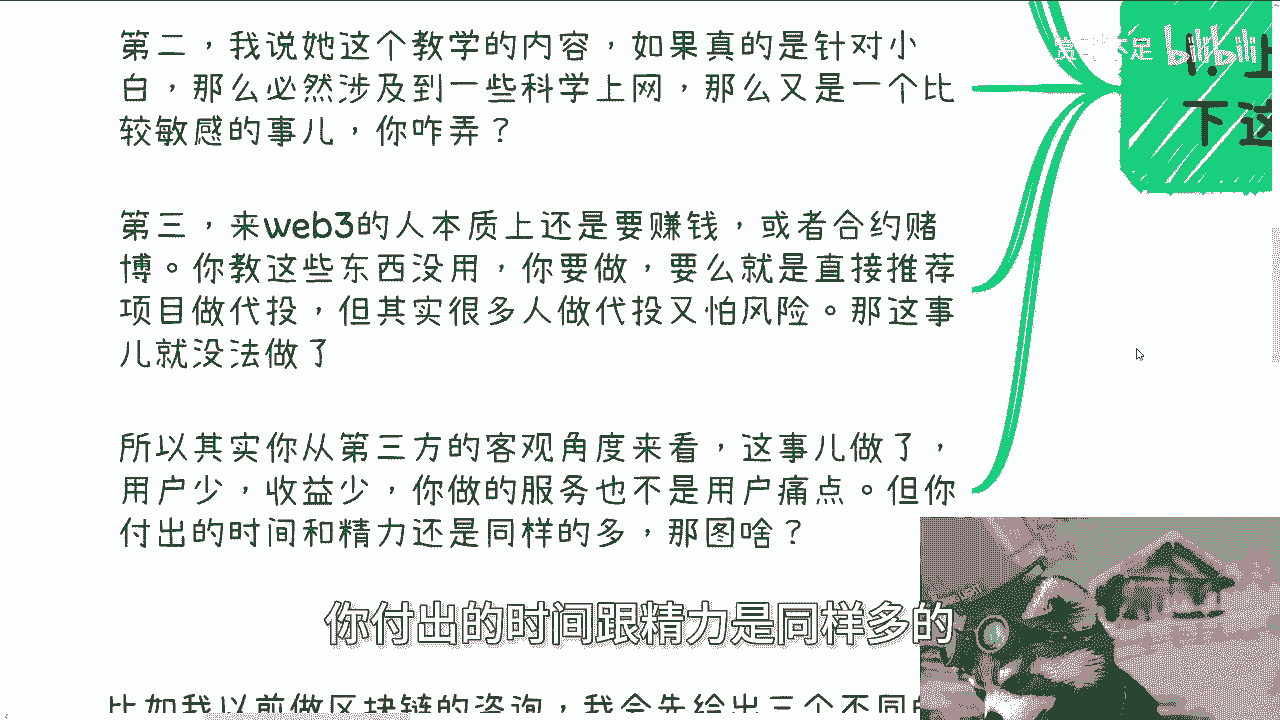 第二，我说她这个教学的内容，如果真的是针对小
白，那么必然涉及到一些科学上网，那么又是一个比
较敏感的事儿，你咋弄？
bilibili
1. 上
下这
第三，来web3的人本质上还是要赚钱，或者合约赌
博。你教这些东西没用，你要做，要么就是直接推荐
项目做代投，但其实很多人做代投又怕风险。那这事
儿就没法做了
所以其实你从第三方的客观角度来看，这事儿做了，
用户少，收益少，你做的服务也不是用户痛点。但你
付出的时间和精力还是同样的多，那图啥？
你付出的时间跟精力是同样多的
比如我以前做区块链的咨询，我会先给出三个不同的